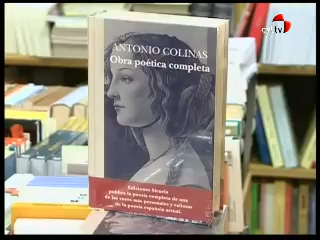 cyltv
ANTONIO COLINAS
Obra poética completa
Ediciones Siruela
publica la poesía completa de una
de las voces más personales y valiosas
de la poesía española actual.